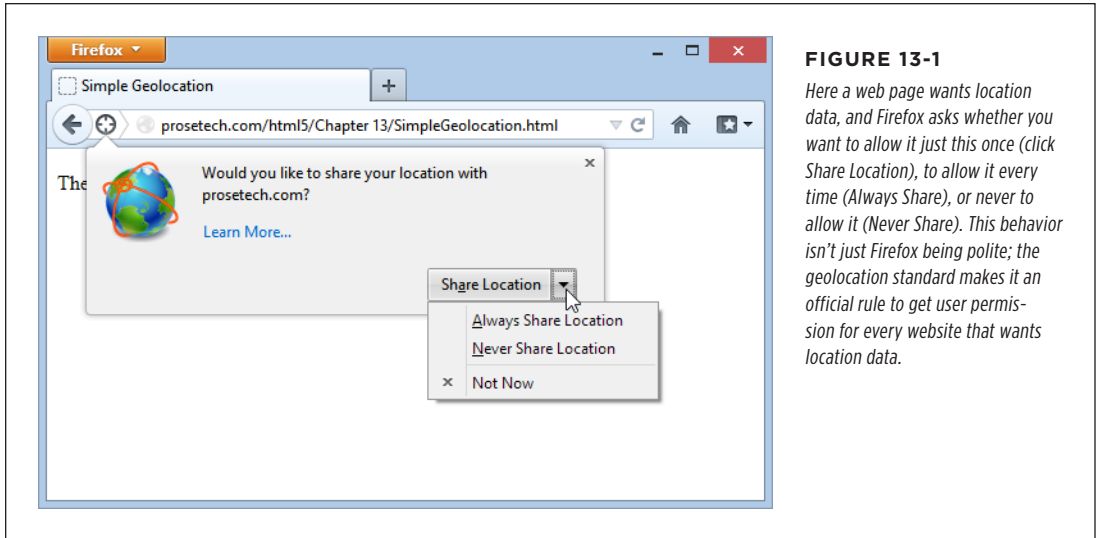 Firefox
Simple Geolocation
prosetech.com/html5/Chapter 13/SimpleGeolocation.html
The
Would you like to share your location with
prosetech.com?
Learn More...
Share Location
Always Share Location
Never Share Location
Not Now
FIGURE 13-1
Here a web page wants location
data, and Firefox asks whether you
want to allow it just this once (click
Share Location), to allow it every
time (Always Share), or never to
allow it (Never Share). This behavior
isn't just Firefox being polite; the
geolocation standard makes it an
official rule to get user permis-
sion for every website that wants
location data.